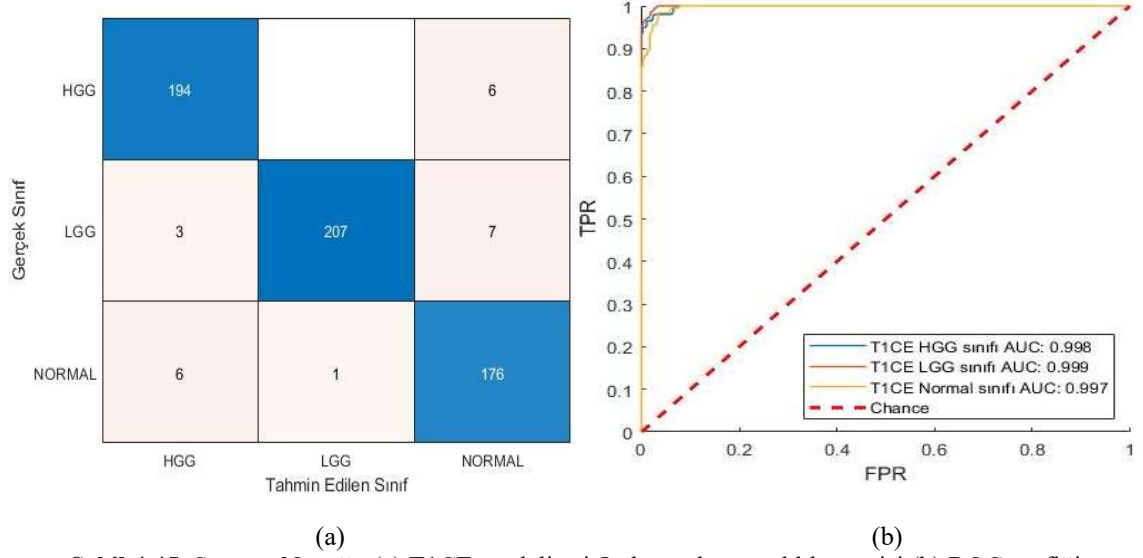 HGG
194
6
LGG
3
207
7
NORMAL
6
1
176
HGG
LGG
NORMAL
Gerçek Sınıf
Tahmin Edilen Sınıf
(a)
1
0.9
0.8
0.7
0.6
0.5
0.4
0.3
0.2
0.1
0
TPR
0
0.2
0.4
0.6
0.8
1
FPR
T1CE HGG sınıfı AUC: 0.998
T1CE LGG sınıfı AUC: 0.999
T1CE Normal sınıfı AUC: 0.997
Chance
(b)
(a) T1CE (b) ROC